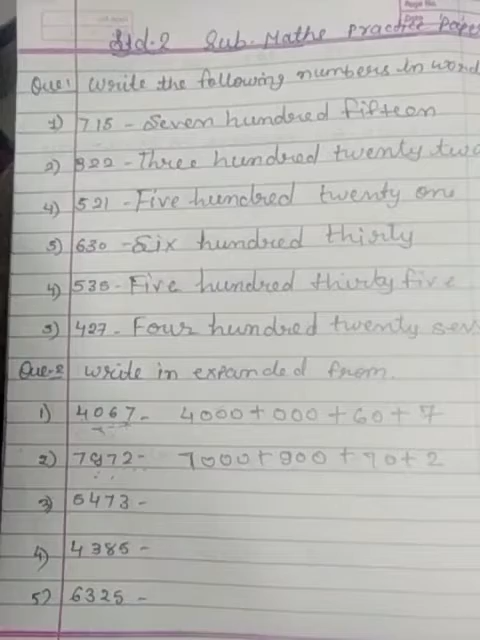 Std-2 Sub. Maths Practice Paper
Que:1 Write the following numbers in word
1) 715 - Seven hundred fifteen
2) 322 - Three hundred twenty two
4) 521 - Five hundred twenty one
5) 630 - Six hundred thirty
4) 535 - Five hundred thirty five
5) 427 - Four hundred twenty sev
Que-2 Write in expanded from.
1) 4067 - 4000 + 000 + 60 + 7
2) 7972 - 7000 + 900 + 70 + 2
3) 5473 -
4) 4385 -
5) 6325 -